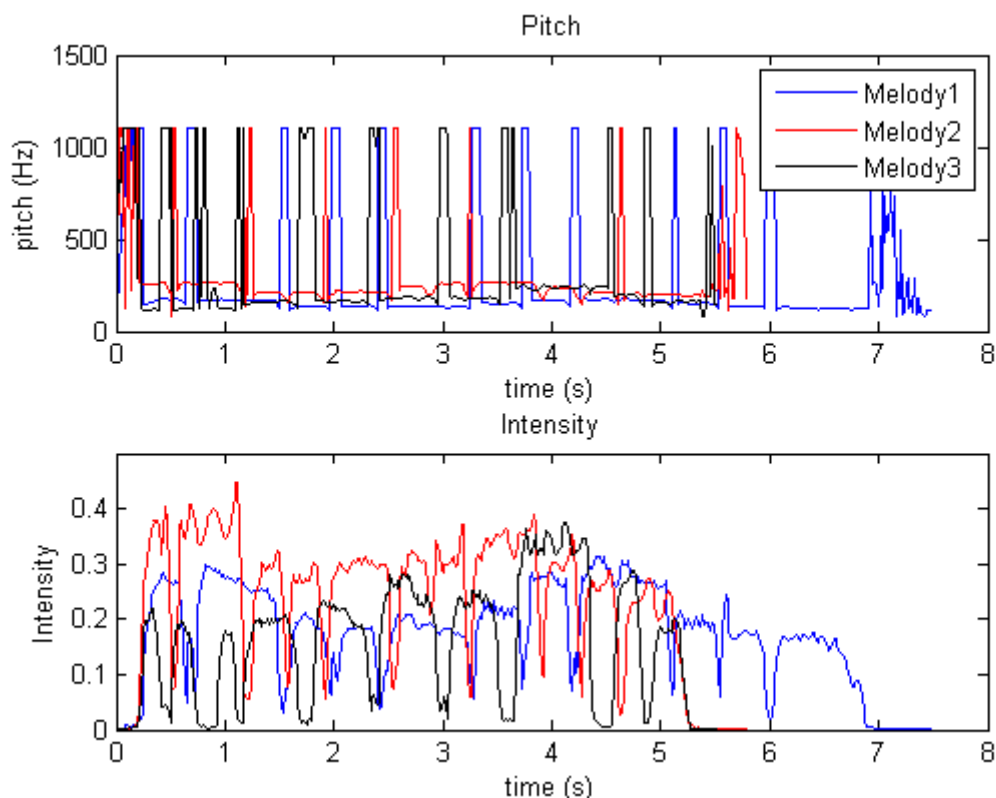 Pitch
1500
1000
500
0
pitch (Hz)
Melody1
Melody2
Melody3
0 1 2 3 4 5 6 7 8
time (s)
Intensity
0.4
0.3
0.2
0.1
0
Intensity
0 1 2 3 4 5 6 7 8
time (s)